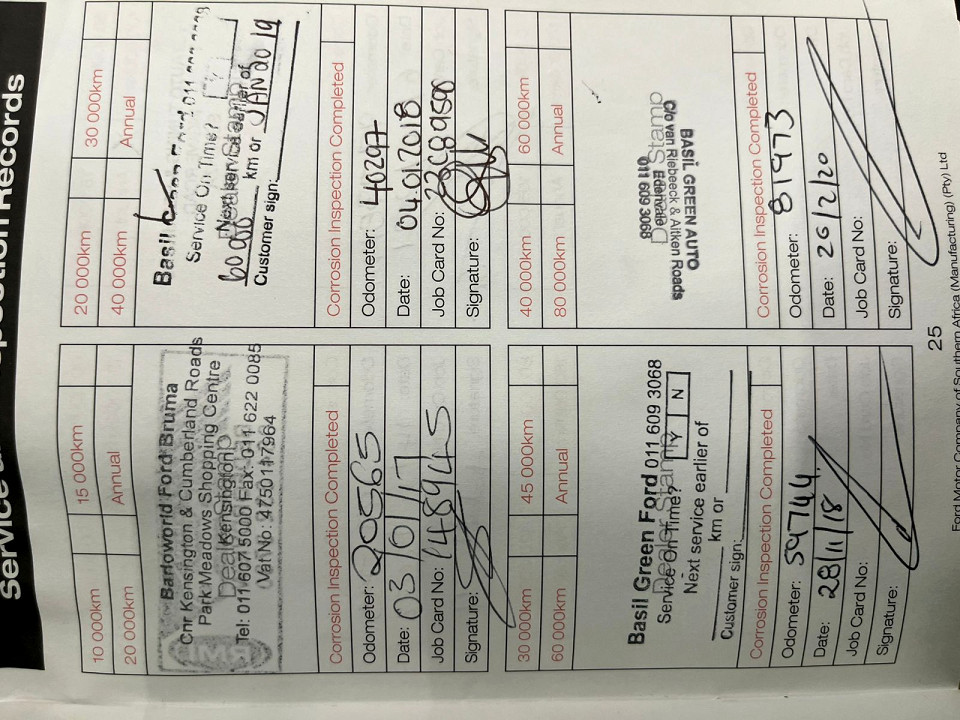 Service and Inspection Records
10 000km 15 000km
20 000km Annual
Badoworld Ford Bruma
Cnr Kensington & Cumberland Roads
Park Meadows Shopping Centre
Kensington
Dealer Stamp
Tel: 011 607 5000 Fax: 011 622 0085
Vat No: 4750117964
RMI
Corrosion Inspection Completed
Odometer: 20565
Date: 03/01/17
Job Card No: 1489445
Signature:
20 000km 30 000km
40 000km Annual
Basil Green Ford 011
Service On Time?
Next service earlier of
Dealer Stamp
60 000 km or JAN 2019
Customer sign:
Corrosion Inspection Completed
Odometer: 40297
Date: 04.01.2018
Job Card No:
Signature:
30 000km 45 000km
60 000km Annual
Basil Green Ford 011 609 3068
Dealer Stamp
Service On Time? Y N
Next service earlier of
km or
Customer sign:
Corrosion Inspection Completed
Odometer: 59744
Date: 28/11/18
Job Card No:
Signature:
40 000km 60 000km
80 000km Annual
Dealer Stamp
BASIL GREEN AUTO
C/o van Riebeeck & Aitken Roads
Edenvale
011 609 3068
Corrosion Inspection Completed
Odometer: 81973
Date: 26/2/20
Job Card No:
Signature:
25
Ford Motor Company of Southern Africa (Manufacturing) (Pty) Ltd